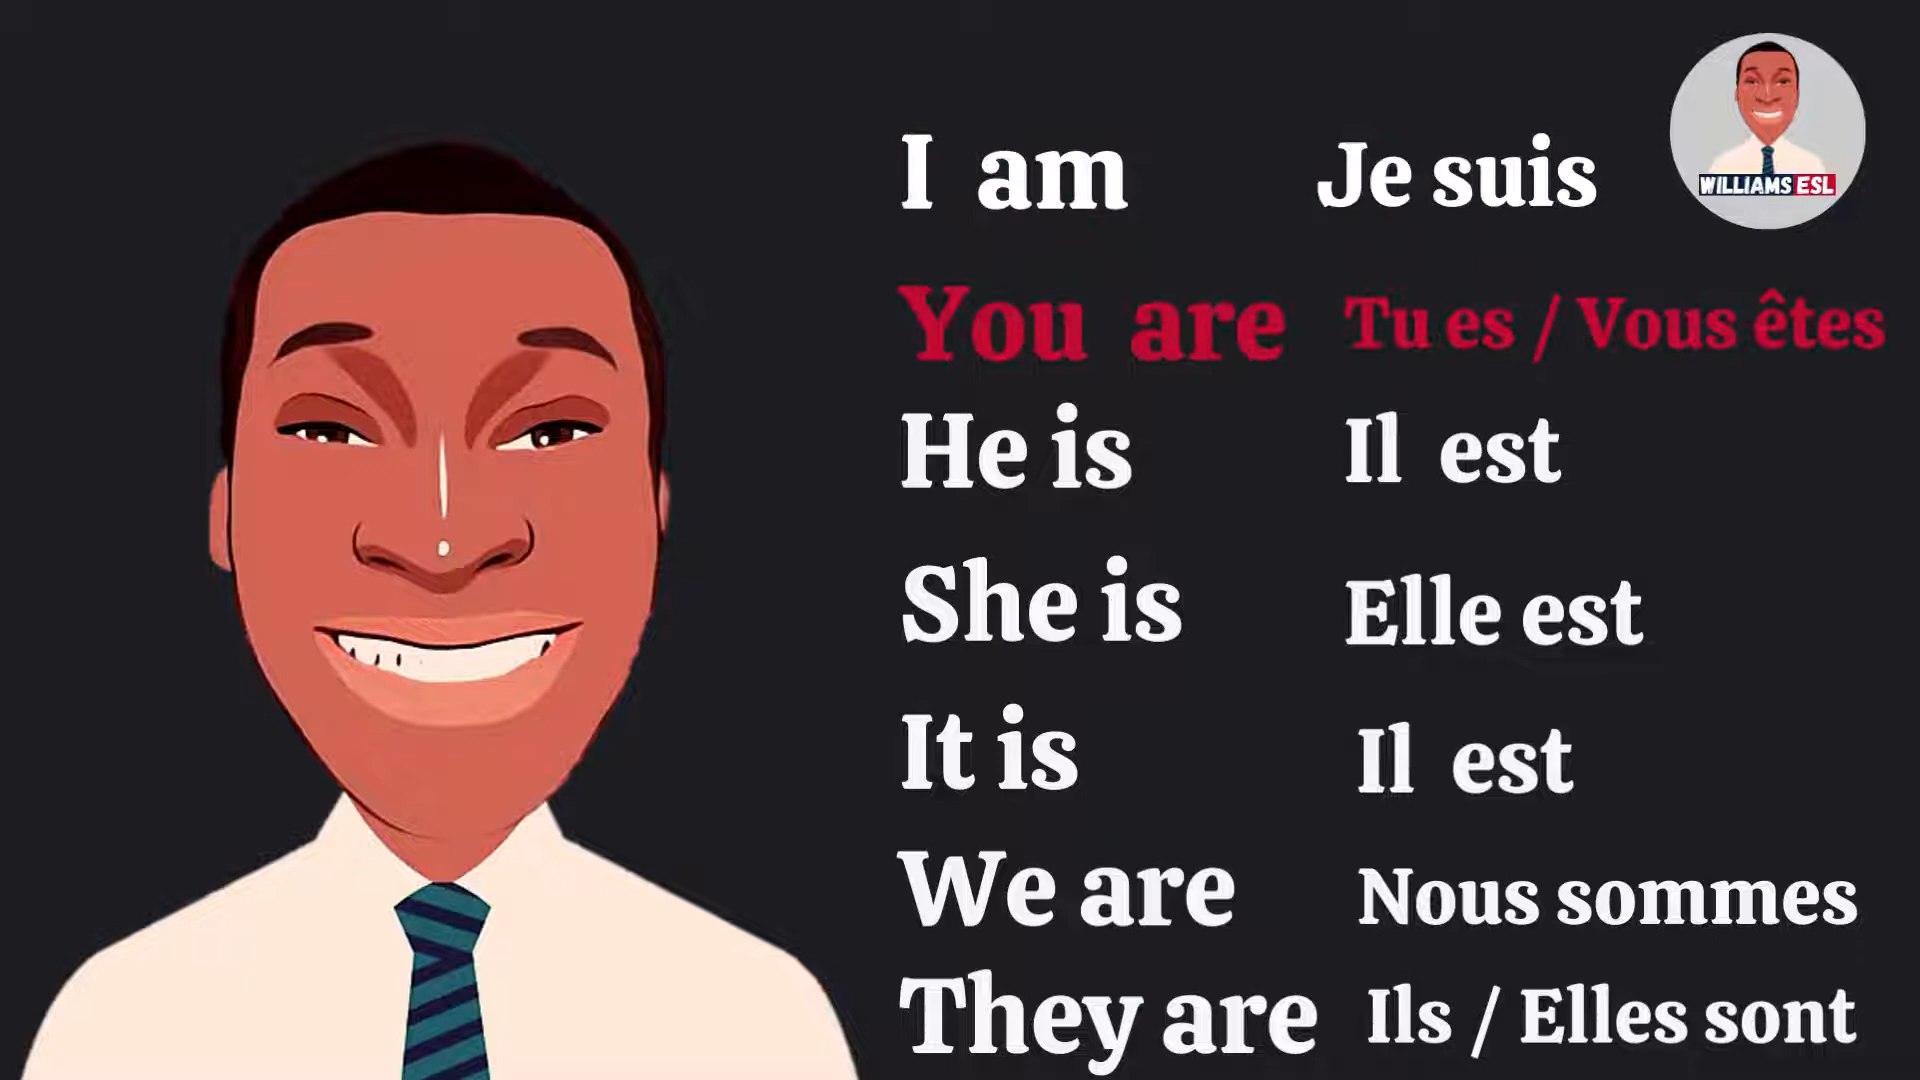 WILLIAMS ESL
I am Je suis
You are Tu es / Vous êtes
He is Il est
She is Elle est
It is Il est
We are Nous sommes
They are Ils / Elles sont